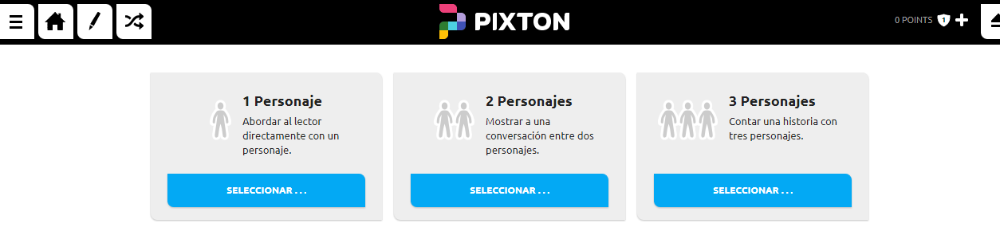 PIXTON
0 POINTS 1
1 Personaje
Abordar al lector
directamente con un
personaje.
SELECCIONAR . . .
2 Personajes
Mostrar a una
conversación entre dos
personajes.
SELECCIONAR . . .
3 Personajes
Contar una historia con
tres personajes.
SELECCIONAR . . .